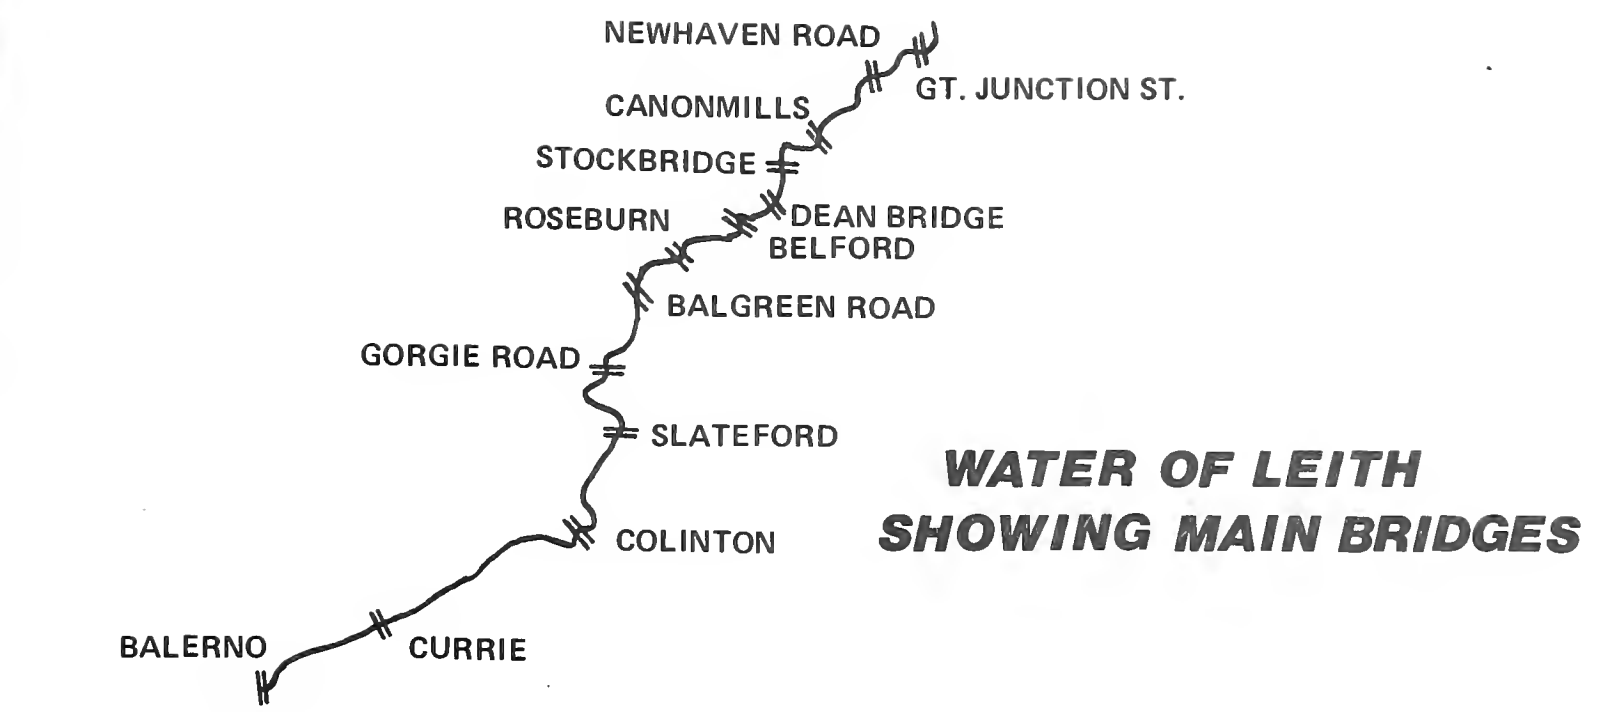 NEWHAVEN ROAD
GT. JUNCTION ST.
CANONMILLS
STOCKBRIDGE
ROSEBURN
DEAN BRIDGE
BELFORD
BALGREEN ROAD
GORGIE ROAD
SLATEFORD
WATER OF LEITH
SHOWING MAIN BRIDGES
COLINTON
BALERNO
CURRIE